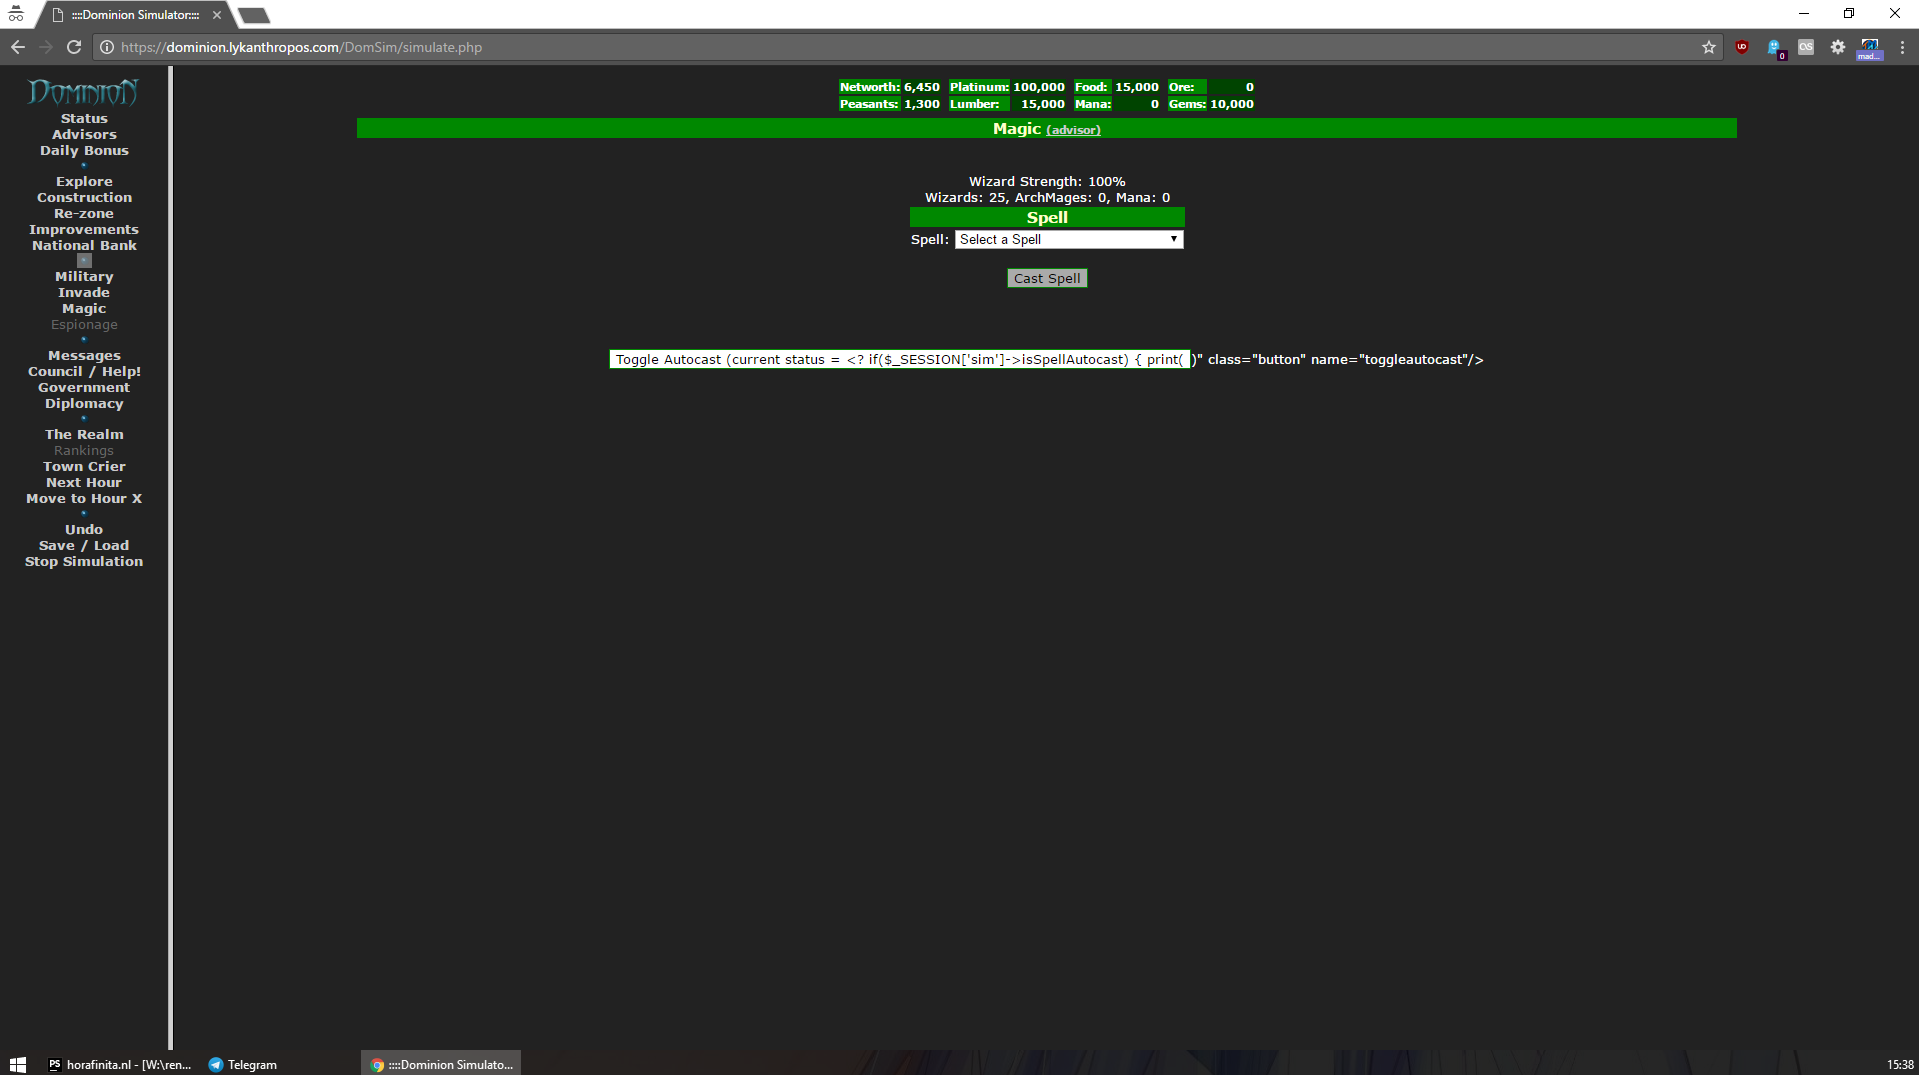 ::::Dominion Simulator::::
https://dominion.lykanthropos.com/DomSim/simulate.php
UD
0
OS
mad...
DOMINION
Status
Advisors
Daily Bonus
Explore
Construction
Re-zone
Improvements
National Bank
Military
Invade
Magic
Espionage
Messages
Council / Help!
Government
Diplomacy
The Realm
Rankings
Town Crier
Next Hour
Move to Hour X
Undo
Save / Load
Stop Simulation
Networth: 6,450 Platinum: 100,000 Food: 15,000 Ore: 0
Peasants: 1,300 Lumber: 15,000 Mana: 0 Gems: 10,000
Magic (advisor)
Wizard Strength: 100%
Wizards: 25, ArchMages: 0, Mana: 0
Spell
Spell: Select a Spell
Cast Spell
Toggle Autocast (current status = <? if($_SESSION['sim']->isSpellAutocast) { print( )" class="button" name="toggleautocast"/>
PS horafinita.nl - [W:\ren...
Telegram
::::Dominion Simulato...
15:38